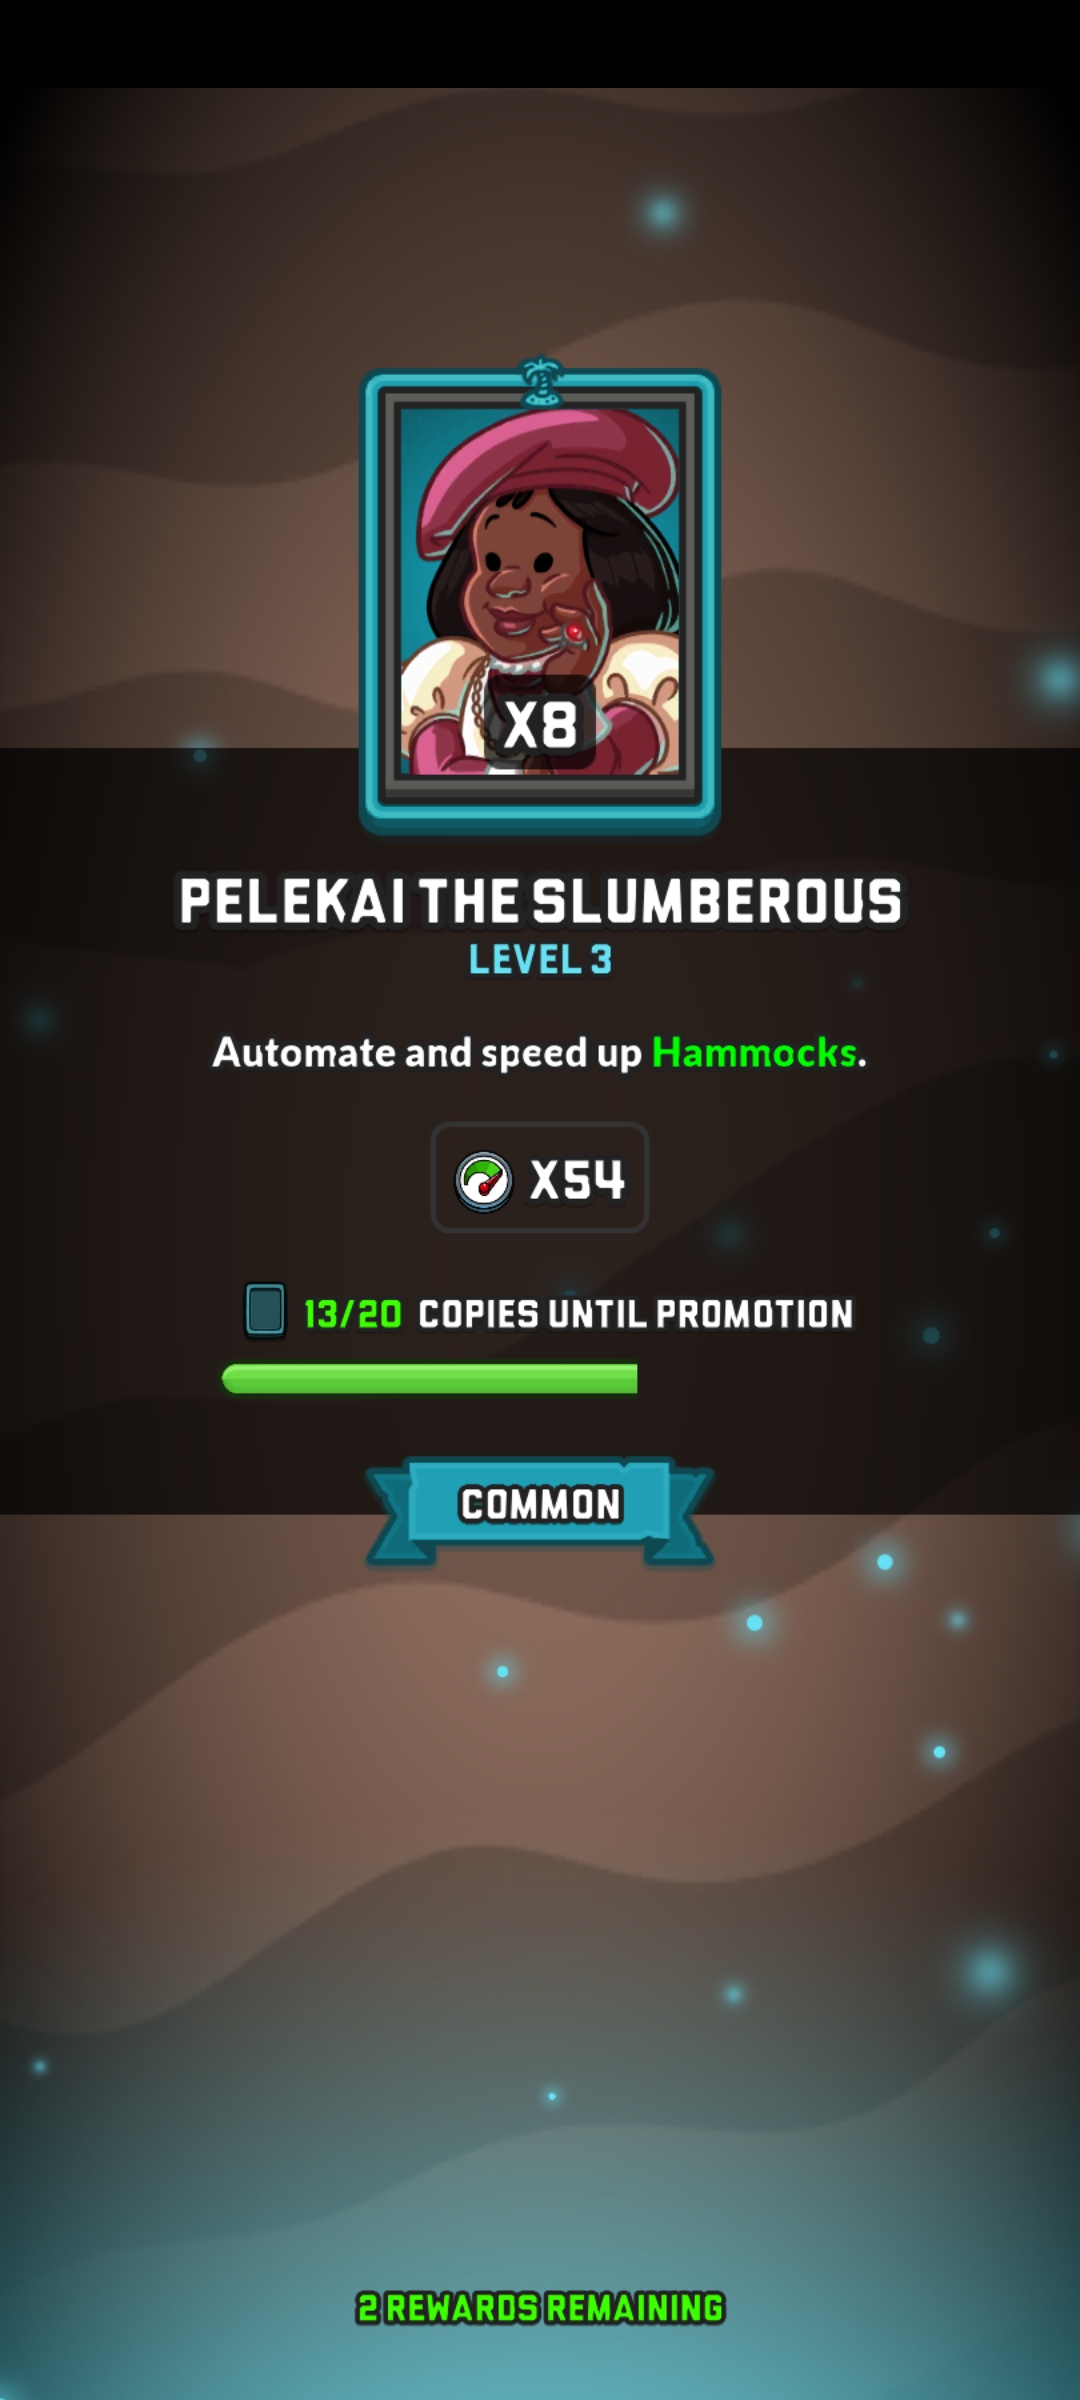 X8
PELEKAI THE SLUMBEROUS
LEVEL 3
Automate and speed up Hammocks.
X54
13/20 COPIES UNTIL PROMOTION
COMMON
2 REWARDS REMAINING